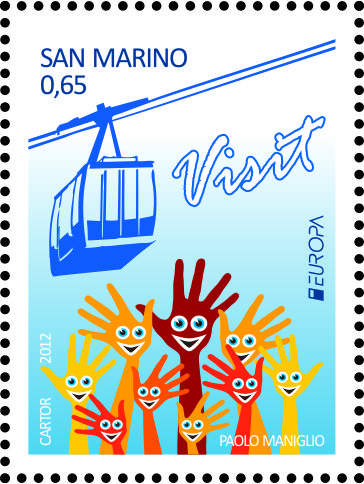 SAN MARINO
0,65
Visit
EUROPA
CARTOR 2012
PAOLO MANIGLIO